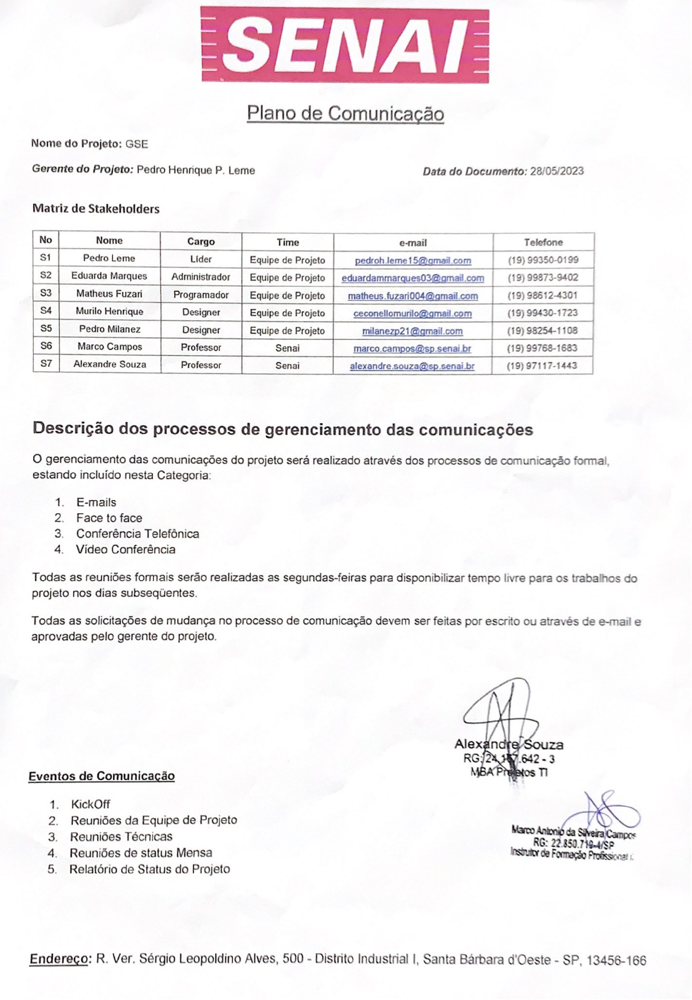 SENAI
Plano de Comunicação
Nome do Projeto: GSE
Gerente do Projeto: Pedro Henrique P. Leme Data do Documento: 28/05/2023
Matriz de Stakeholders
No Nome Cargo Time e-mail Telefone
S1 Pedro Leme Líder Equipe de Projeto pedroh.leme15@gmail.com (19) 99350-0199
S2 Eduarda Marques Administrador Equipe de Projeto eduardammarques03@gmail.com (19) 99873-9402
S3 Matheus Fuzari Programador Equipe de Projeto matheus.fuzari004@gmail.com (19) 98612-4301
S4 Murilo Henrique Designer Equipe de Projeto ceconellomurilo@gmail.com (19) 99430-1723
S5 Pedro Milanez Designer Equipe de Projeto milanezp21@gmail.com (19) 98254-1108
S6 Marco Campos Professor Senai marco.campos@sp.senai.br (19) 99768-1683
S7 Alexandre Souza Professor Senai alexandre.souza@sp.senai.br (19) 97117-1443
Descrição dos processos de gerenciamento das comunicações
O gerenciamento das comunicações do projeto será realizado através dos processos de comunicação formal,
estando incluído nesta Categoria:
1. E-mails
2. Face to face
3. Conferência Telefônica
4. Vídeo Conferência
Todas as reuniões formais serão realizadas as segundas-feiras para disponibilizar tempo livre para os trabalhos do
projeto nos dias subseqüentes.
Todas as solicitações de mudança no processo de comunicação devem ser feitas por escrito ou através de e-mail e
aprovadas pelo gerente do projeto.
Alexandre Souza
RG: 642 - 3
MBA Projetos TI
Eventos de Comunicação
1. KickOff
2. Reuniões da Equipe de Projeto
3. Reuniões Técnicas
4. Reuniões de status Mensa
5. Relatório de Status do Projeto
Marco Antonio da Silveira Campos
RG: 22.850.719-4/SP
Instrutor de Formação Profissional
Endereço: R. Ver. Sérgio Leopoldino Alves, 500 - Distrito Industrial I, Santa Bárbara d'Oeste - SP, 13456-166